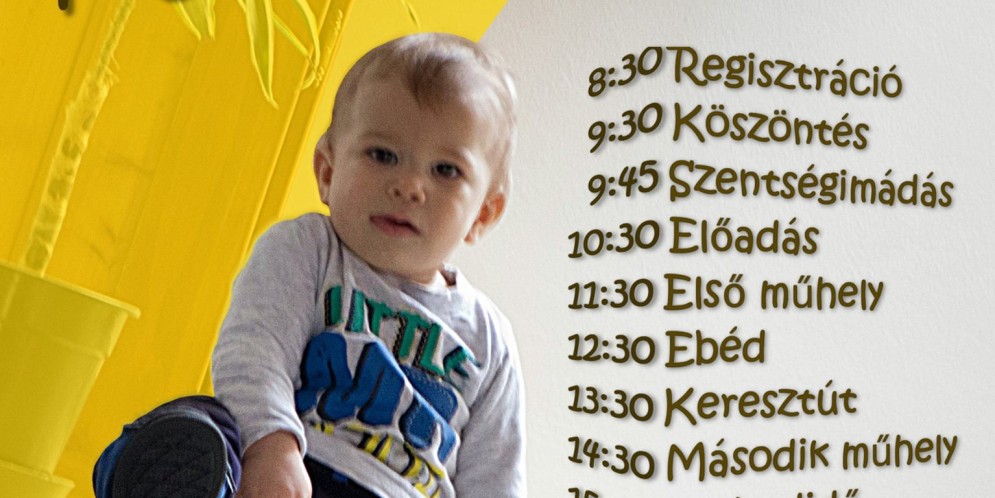 8:30 Regisztráció
9:30 Köszöntés
9:45 Szentségimádás
10:30 Előadás
11:30 Első műhely
12:30 Ebéd
13:30 Keresztút
14:30 Második műhely
LITTLE